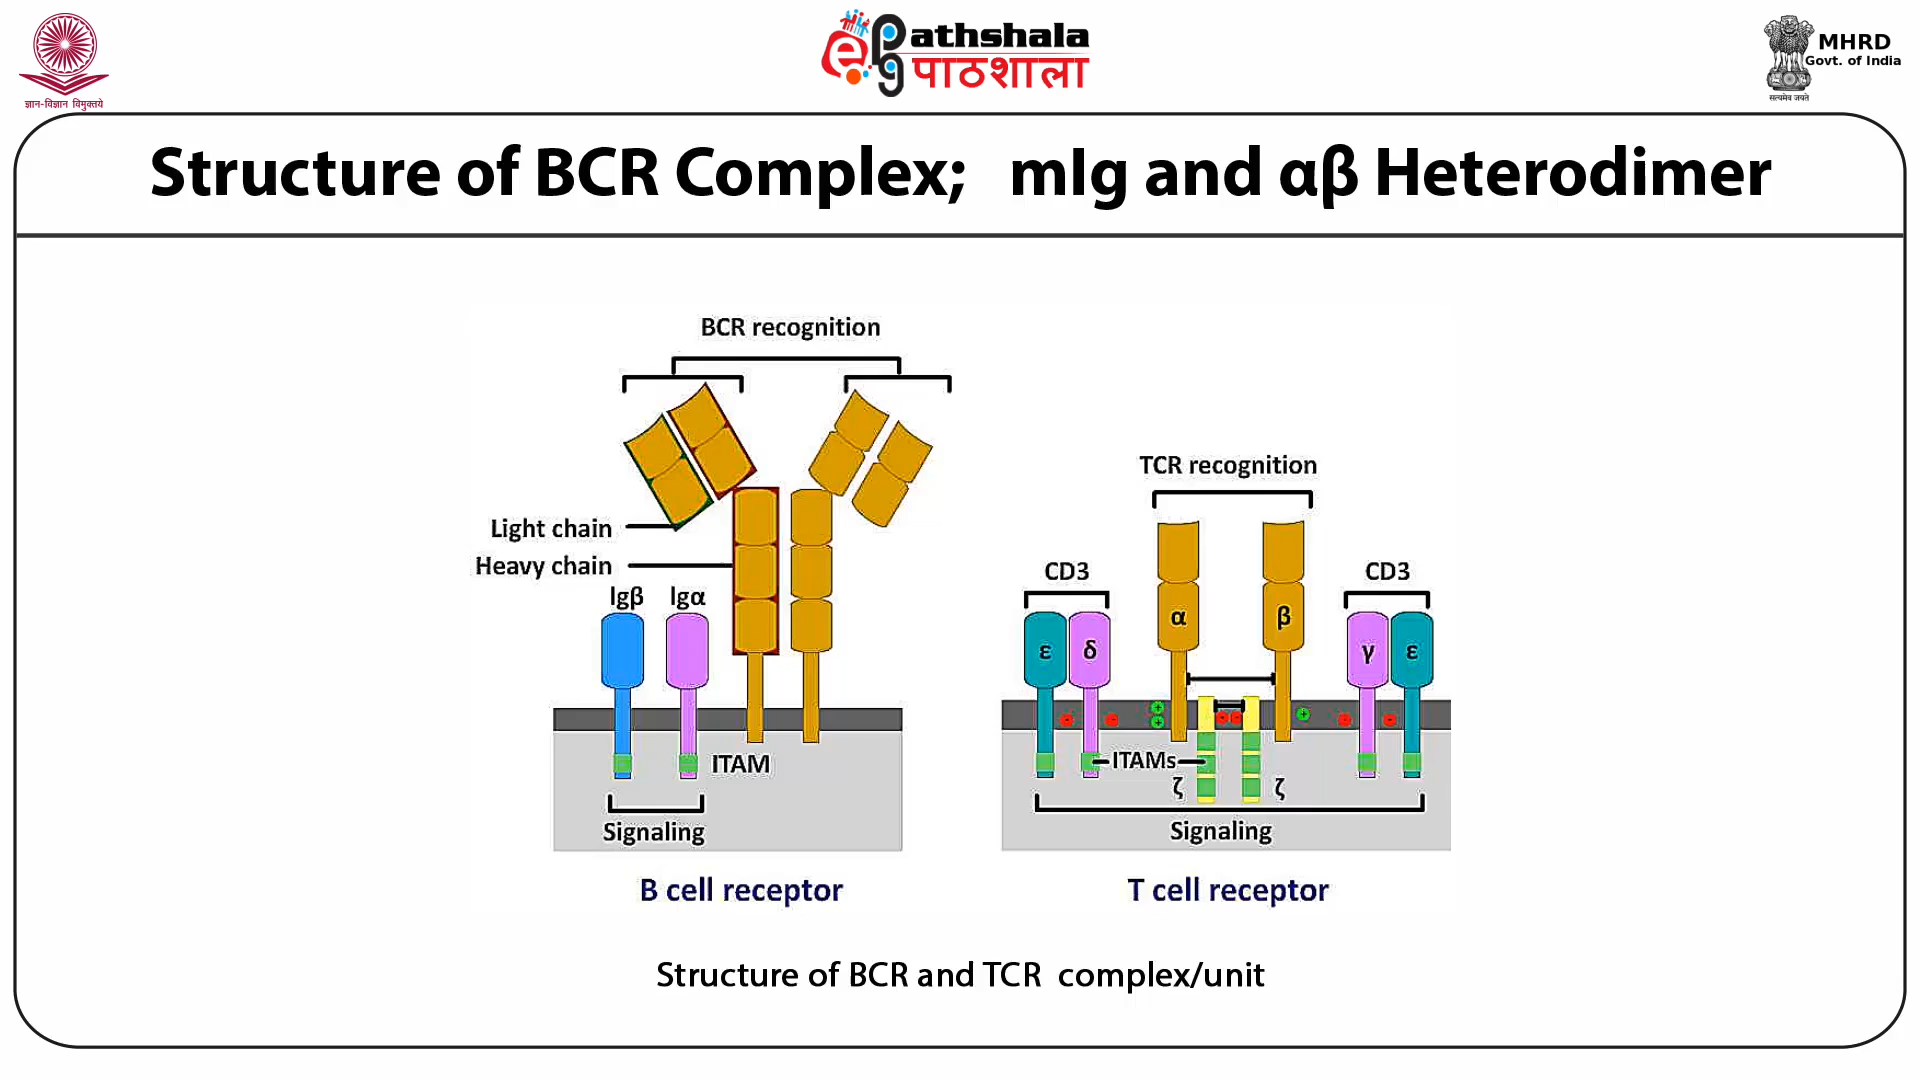 ज्ञान-विज्ञान विमुक्तये
ePathshala
पाठशाला
MHRD
Govt. of India
सत्यमेव जयते
Structure of BCR Complex; mIg and αβ Heterodimer
BCR recognition
Light chain
Heavy chain
Igβ Igα
ITAM
Signaling
B cell receptor
TCR recognition
CD3 CD3
α β
ε δ γ ε
+ - - + - - + - -
ITAMs
ζ ζ
Signaling
T cell receptor
Structure of BCR and TCR complex/unit